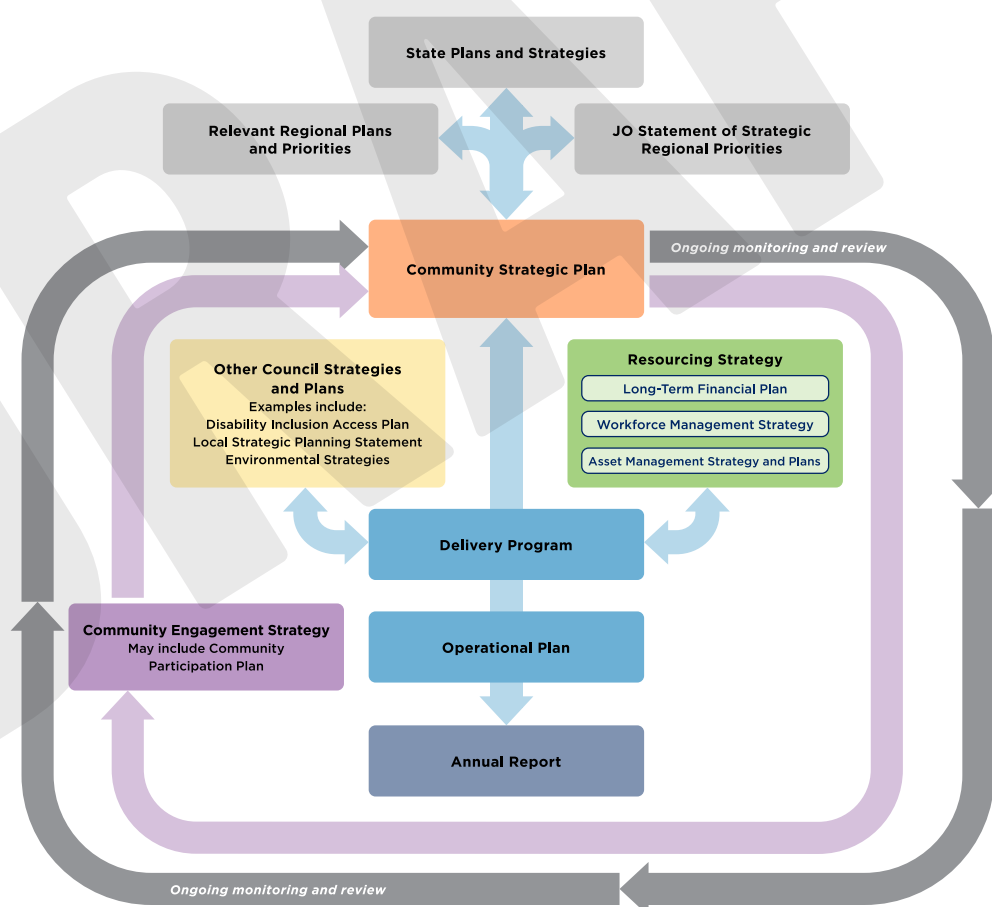 State Plans and Strategies
Relevant Regional Plans
and Priorities
JO Statement of Strategic
Regional Priorities
Ongoing monitoring and review
Community Strategic Plan
Other Council Strategies
and Plans
Examples include:
Disability Inclusion Access Plan
Local Strategic Planning Statement
Environmental Strategies
Resourcing Strategy
Long-Term Financial Plan
Workforce Management Strategy
Asset Management Strategy and Plans
Delivery Program
Community Engagement Strategy
May include Community
Participation Plan
Operational Plan
Annual Report
Ongoing monitoring and review